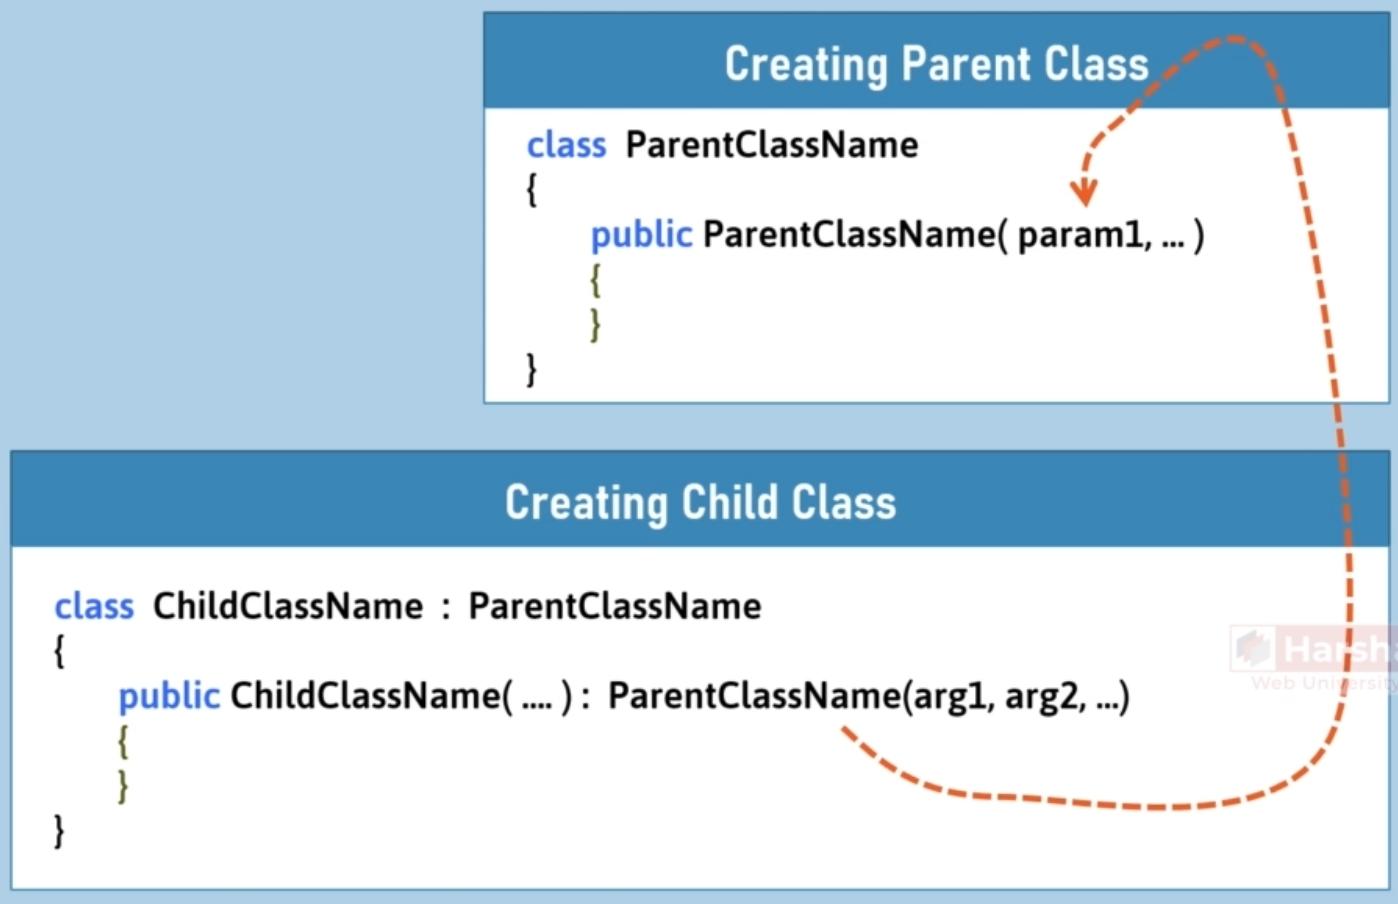 Creating Parent Class
class ParentClassName
{
public ParentClassName( param1, ... )
{
}
}
Creating Child Class
class ChildClassName : ParentClassName
{
public ChildClassName( .... ) : ParentClassName(arg1, arg2, ...)
{
}
}
Harsha
Web University